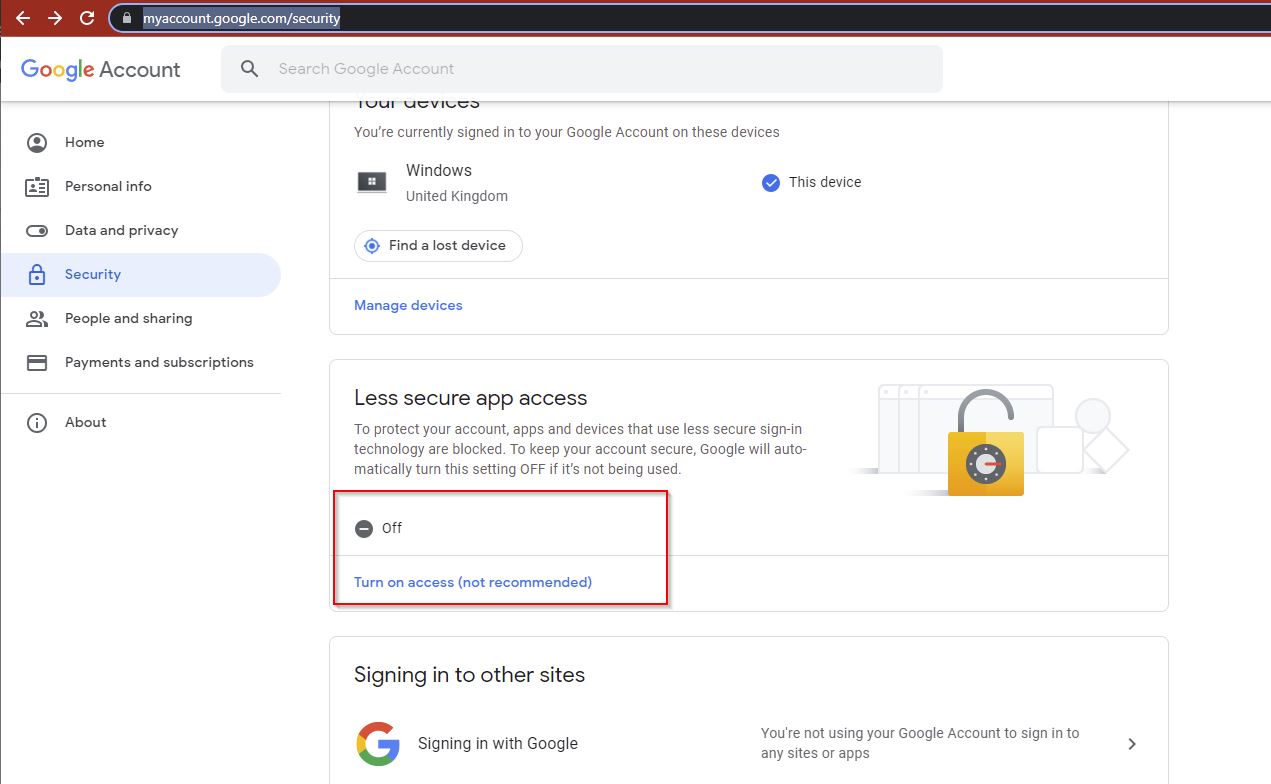 myaccount.google.com/security
Google Account
Search Google Account
Home
Personal info
Data and privacy
Security
People and sharing
Payments and subscriptions
About
Your devices
You're currently signed in to your Google Account on these devices
Windows
United Kingdom
This device
Find a lost device
Manage devices
Less secure app access
To protect your account, apps and devices that use less secure sign-in
technology are blocked. To keep your account secure, Google will auto-
matically turn this setting OFF if it's not being used.
Off
Turn on access (not recommended)
Signing in to other sites
Signing in with Google
You're not using your Google Account to sign in to
any sites or apps